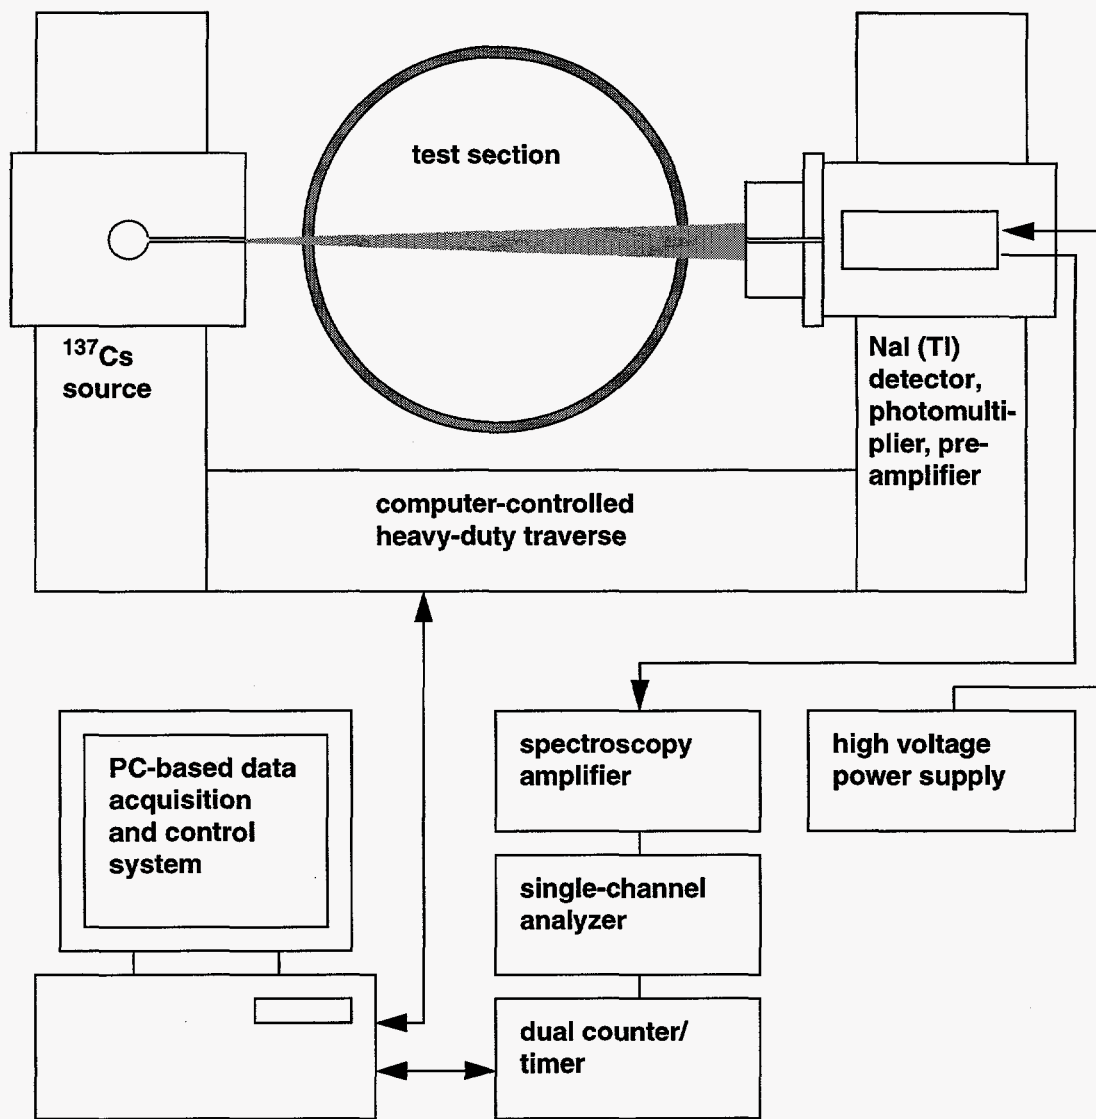 test section
137Cs
source
NaI (Tl)
detector,
photomulti-
plier, pre-
amplifier
computer-controlled
heavy-duty traverse
PC-based data
acquisition
and control
system
spectroscopy
amplifier
high voltage
power supply
single-channel
analyzer
dual counter/
timer